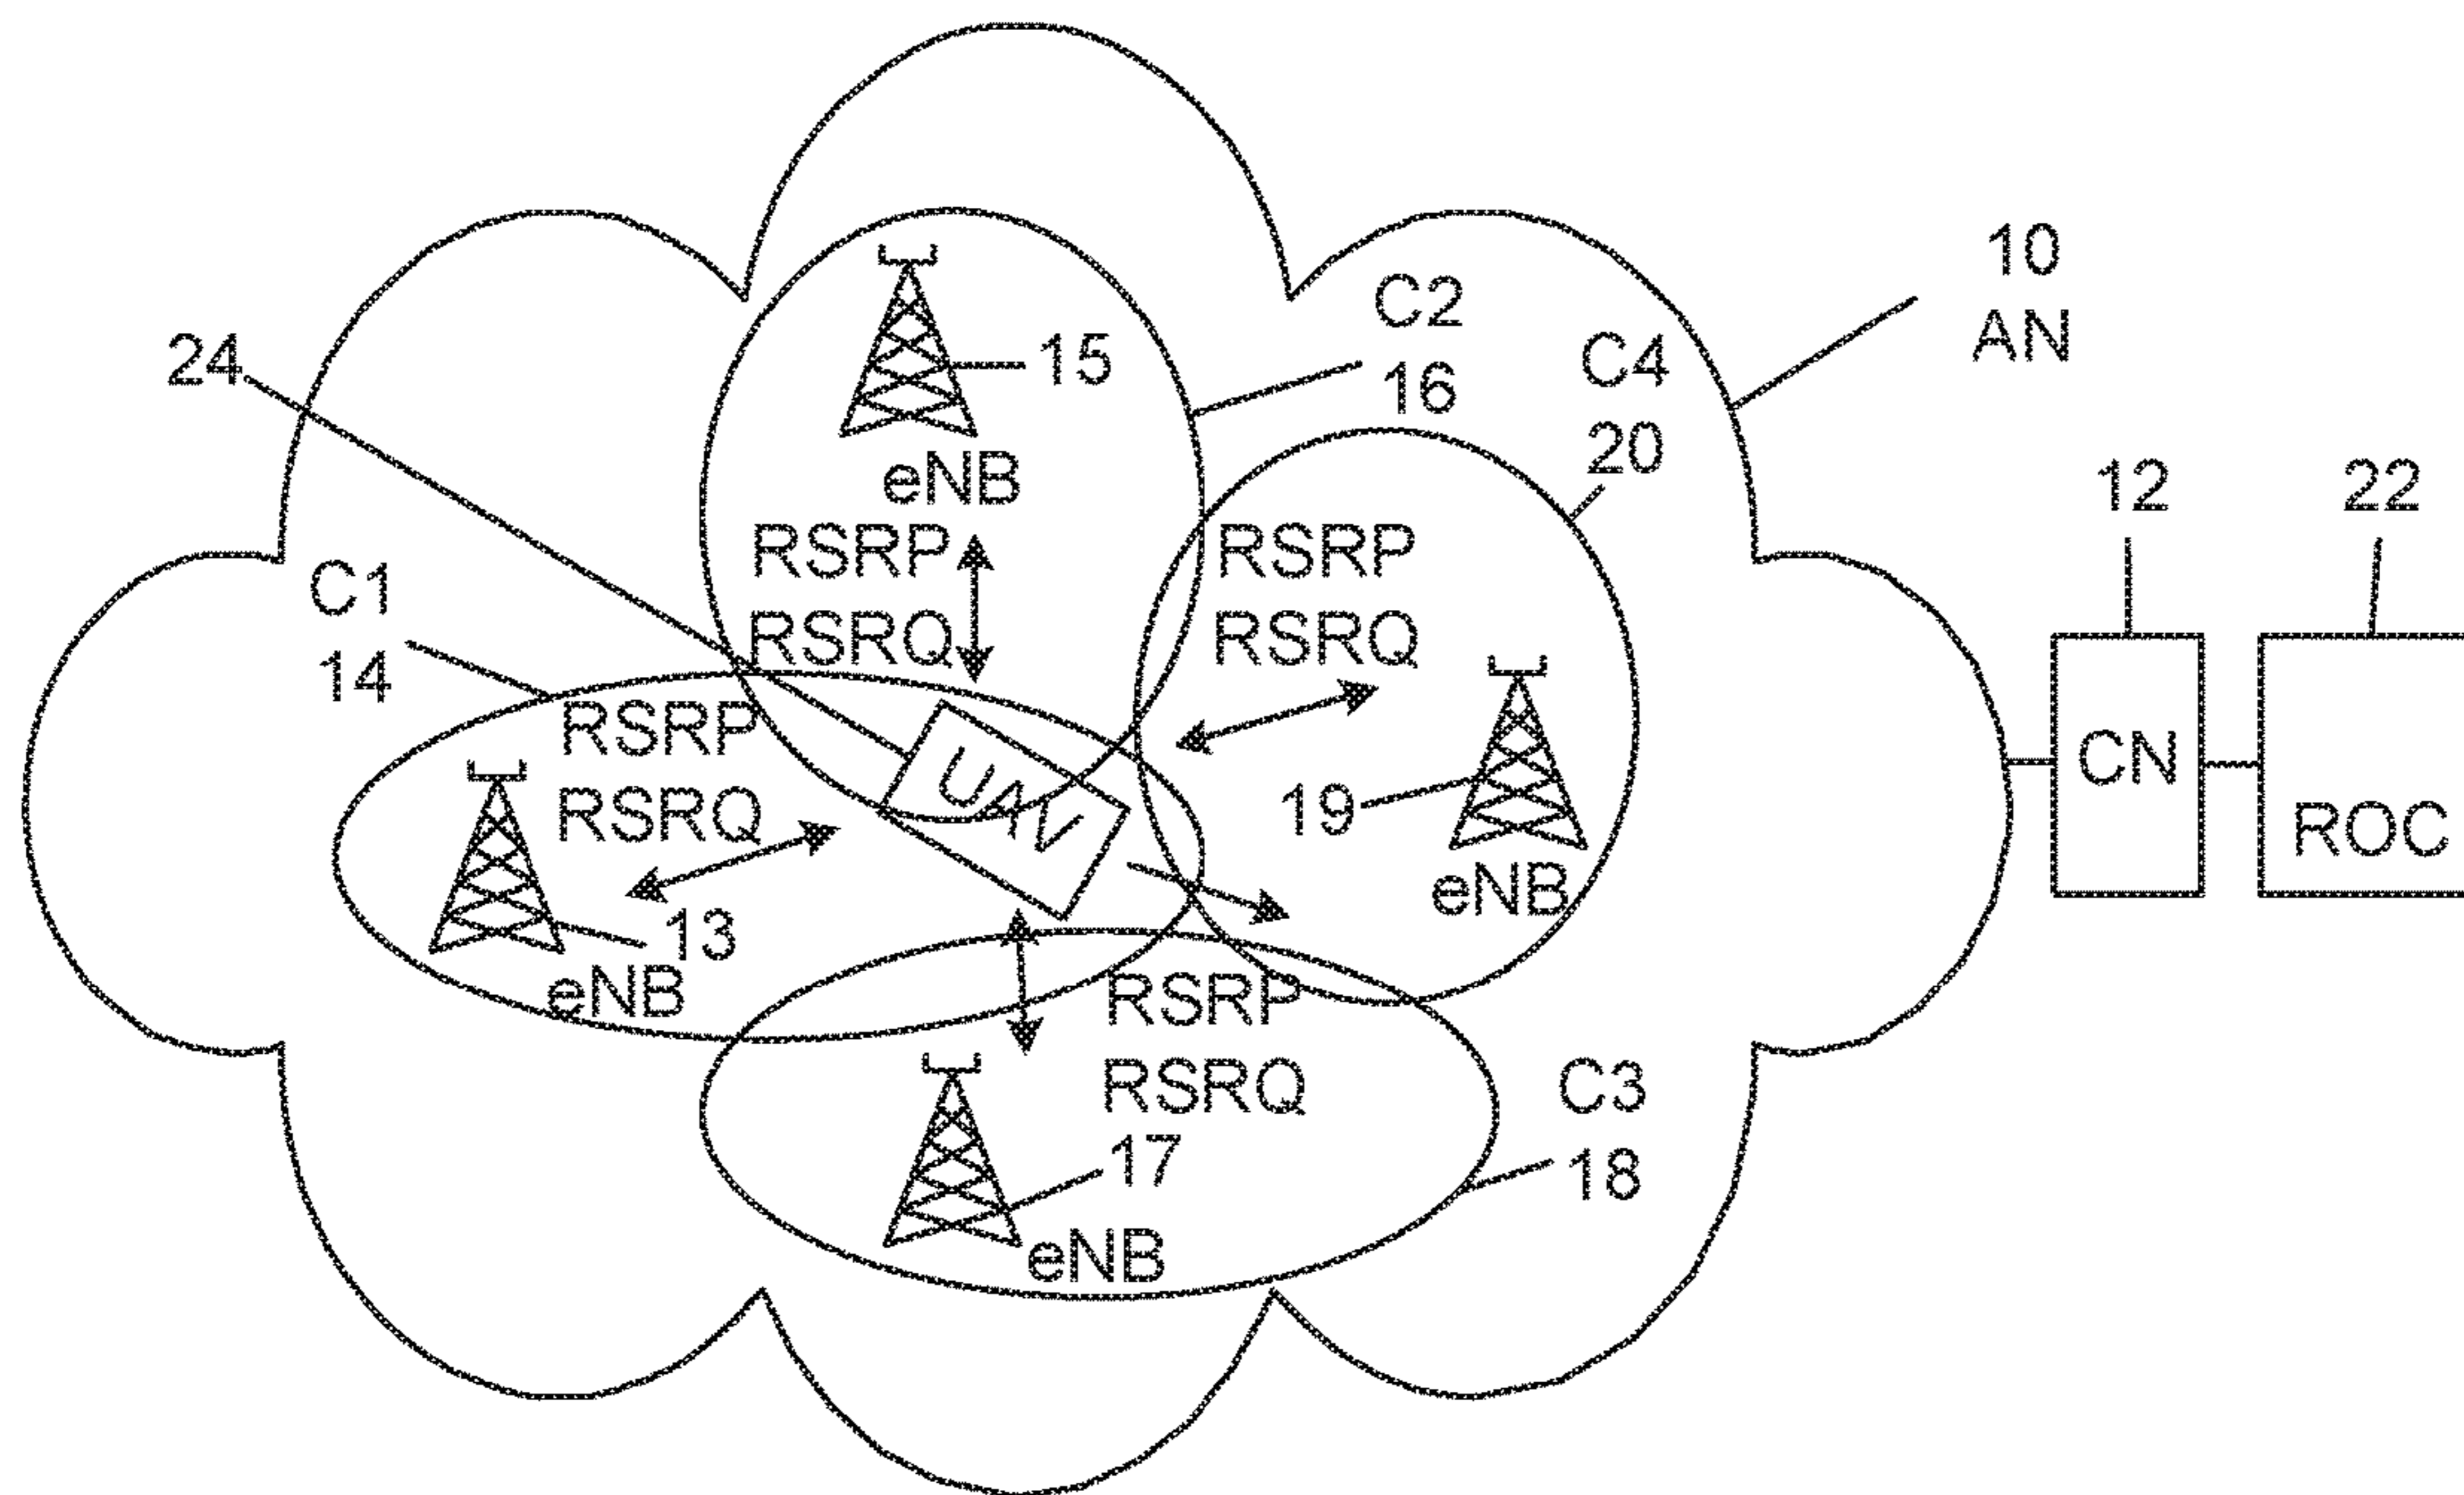 10
AN
C2
16
C4
20
24
15
eNB
12
22
RSRP
RSRQ
RSRP
RSRQ
C1
14
RSRP
RSRQ
UAV
CN
ROC
19
eNB
13
eNB
RSRP
RSRQ
C3
18
17
eNB